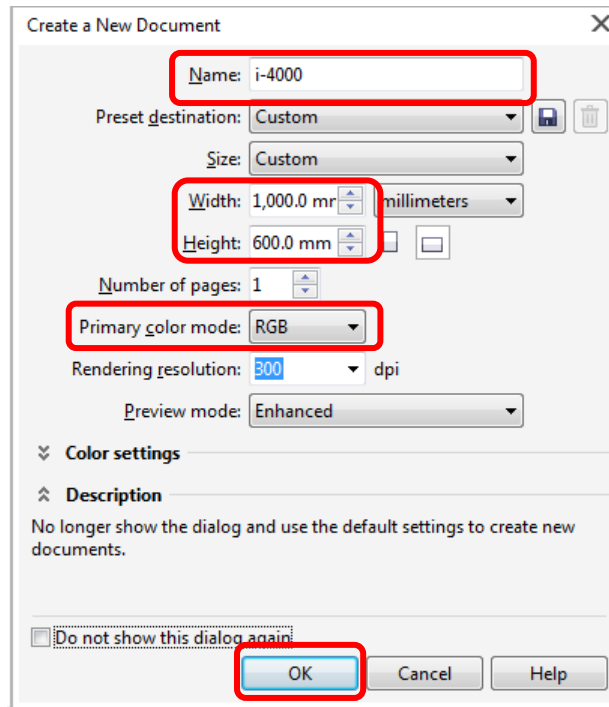 Create a New Document
Name: i-4000
Preset destination: Custom
Size: Custom
Width: 1,000.0 mr millimeters
Height: 600.0 mm
Number of pages: 1
Primary color mode: RGB
Rendering resolution: 300 dpi
Preview mode: Enhanced
Color settings
Description
No longer show the dialog and use the default settings to create new
documents.
Do not show this dialog again
OK Cancel Help